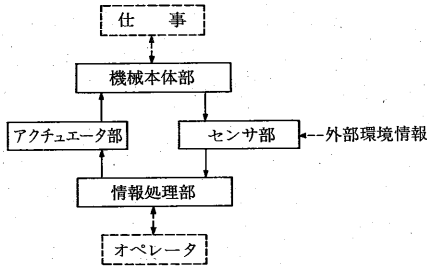 仕 事
機械本体部
アクチュエータ部
センサ部
外部環境情報
情報処理部
オペレータ